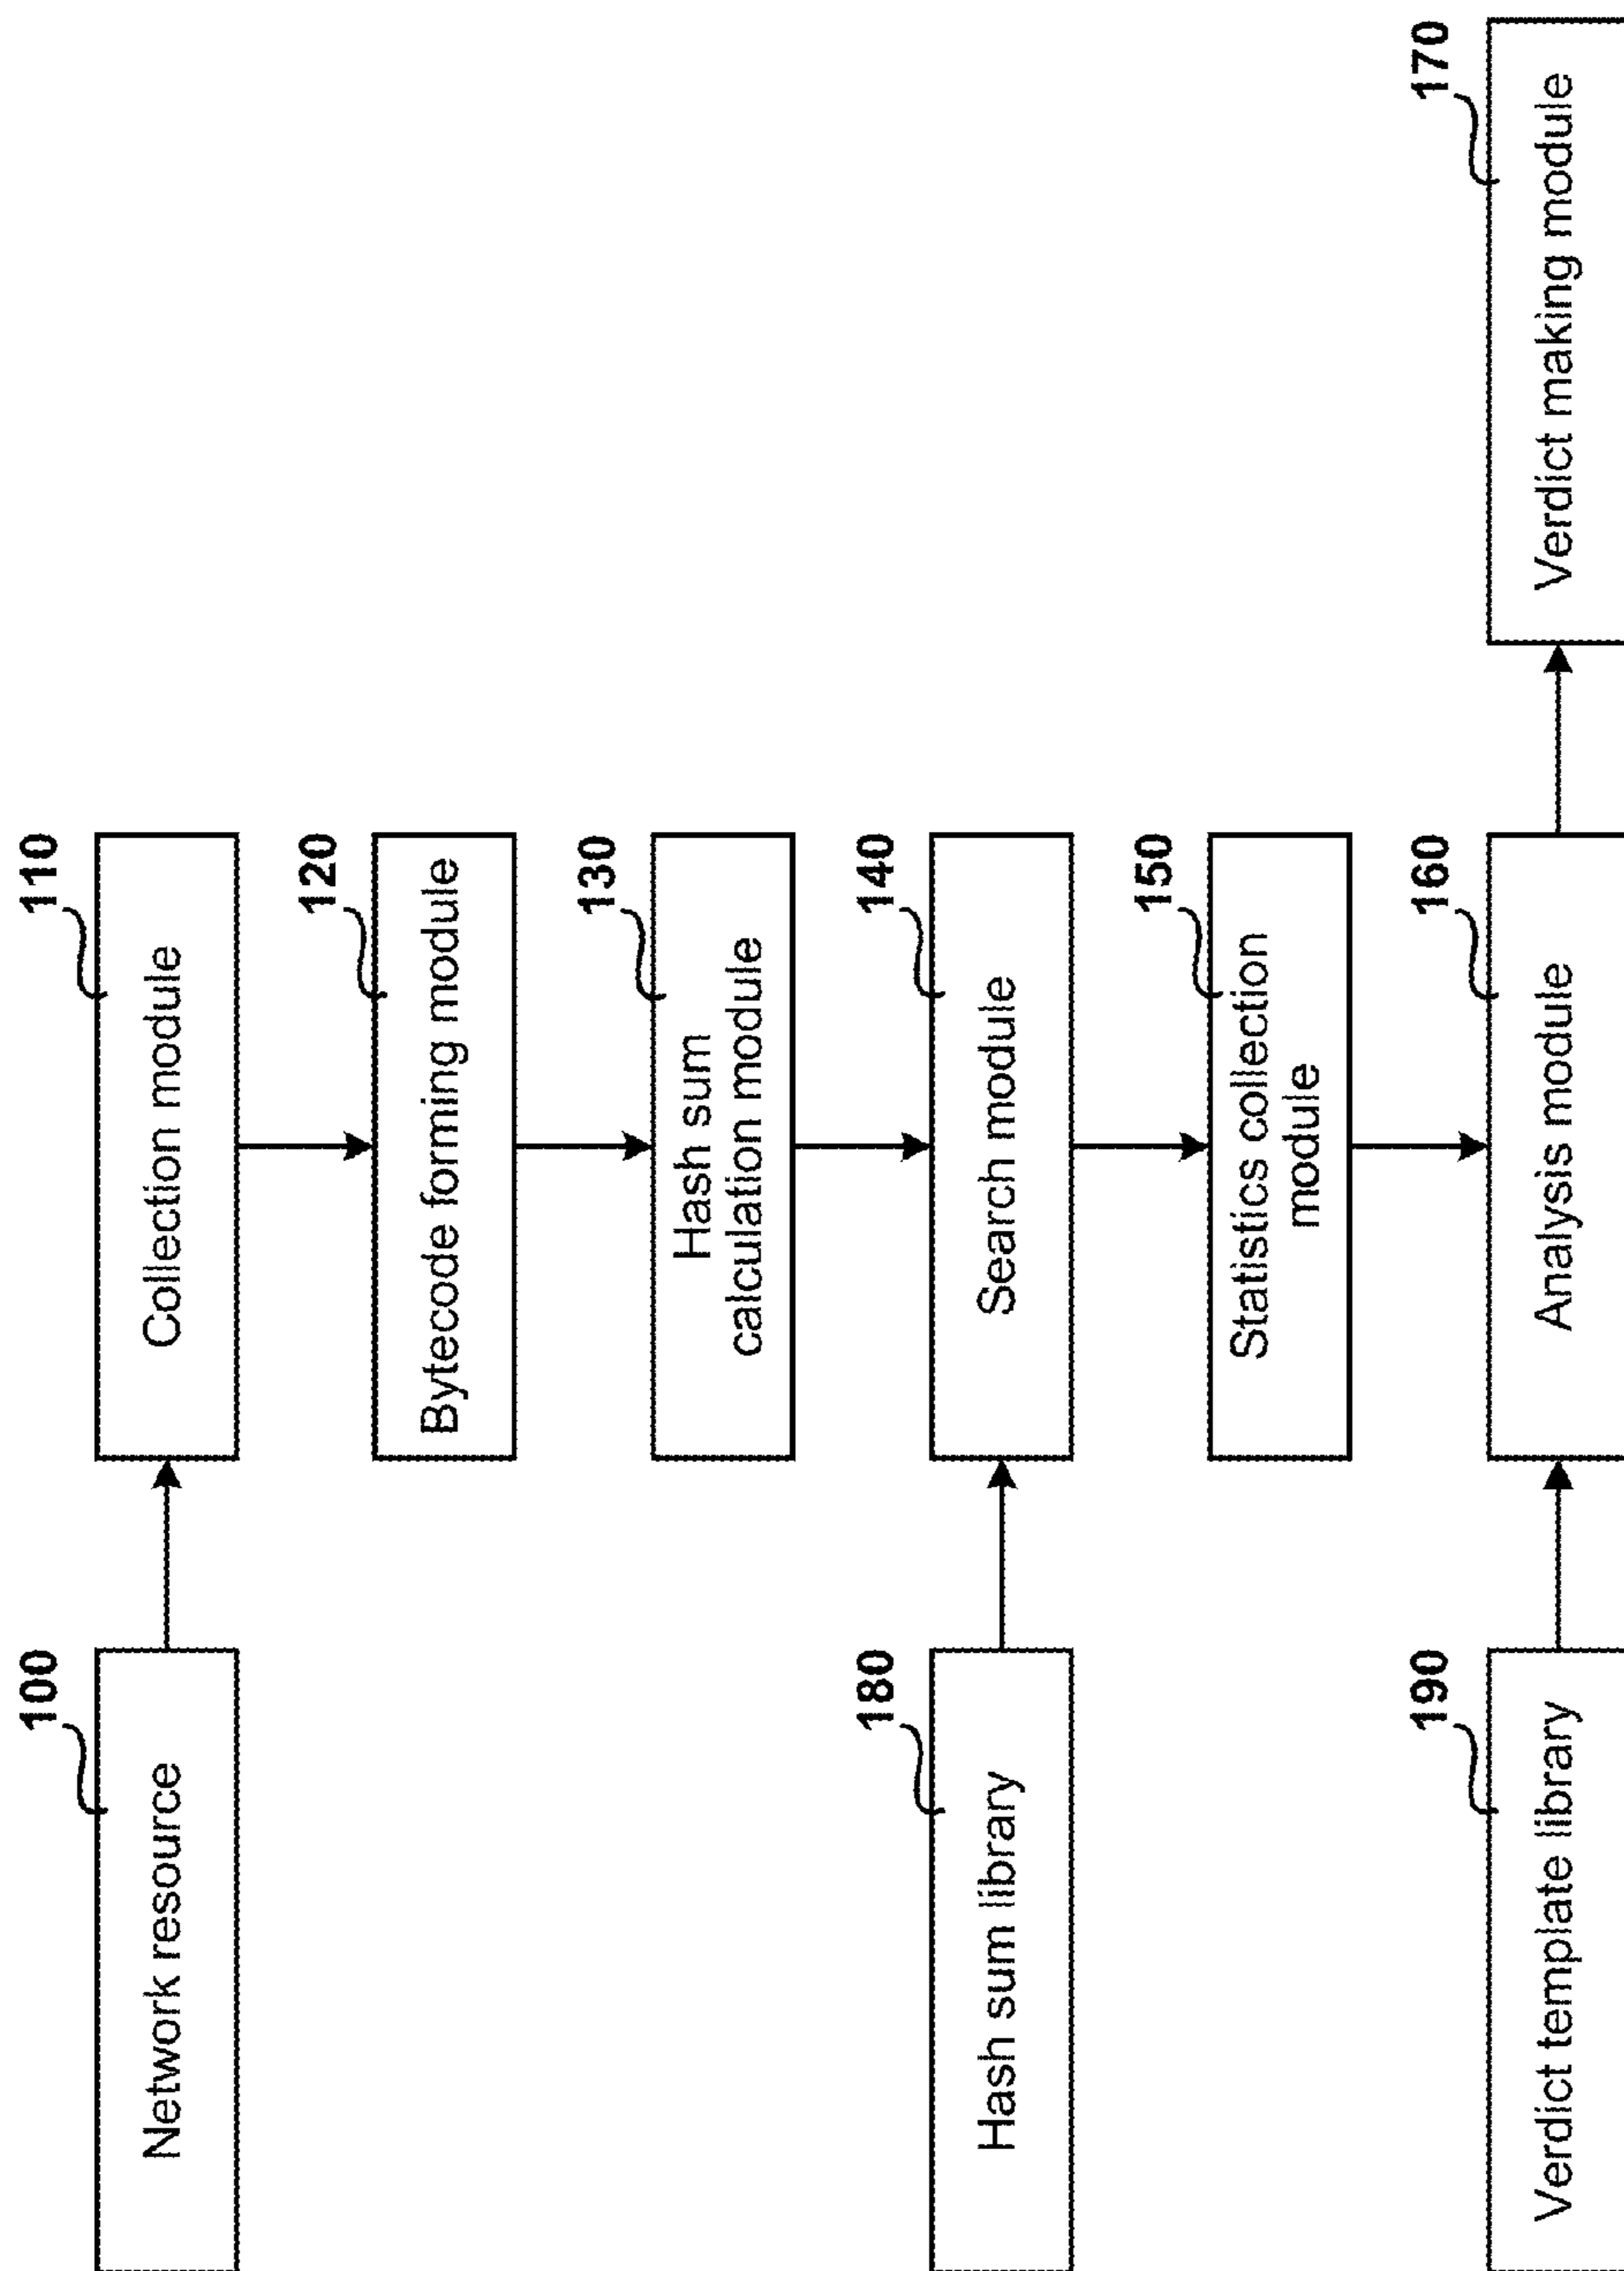 100
Network resource
110
Collection module
120
Bytecode forming module
130
Hash sum
calculation module
180
Hash sum library
140
Search module
150
Statistics collection
module
190
Verdict template library
160
Analysis module
170
Verdict making module